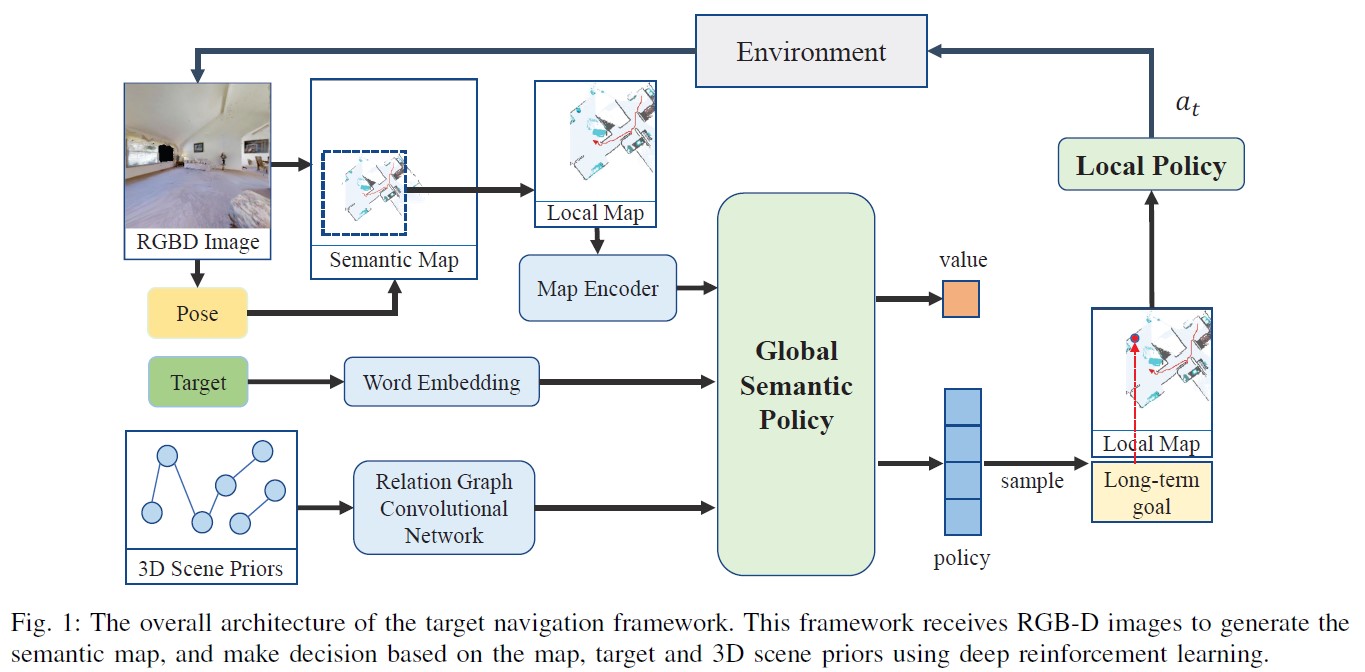 Environment
a_t
Local Policy
RGBD Image
Semantic Map
Local Map
Map Encoder
Pose
Target
Word Embedding
Relation Graph
Convolutional
Network
3D Scene Priors
Global
Semantic
Policy
value
policy
sample
Local Map
Long-term
goal
Fig. 1: The overall architecture of the target navigation framework. This framework receives RGB-D images to generate the
semantic map, and make decision based on the map, target and 3D scene priors using deep reinforcement learning.